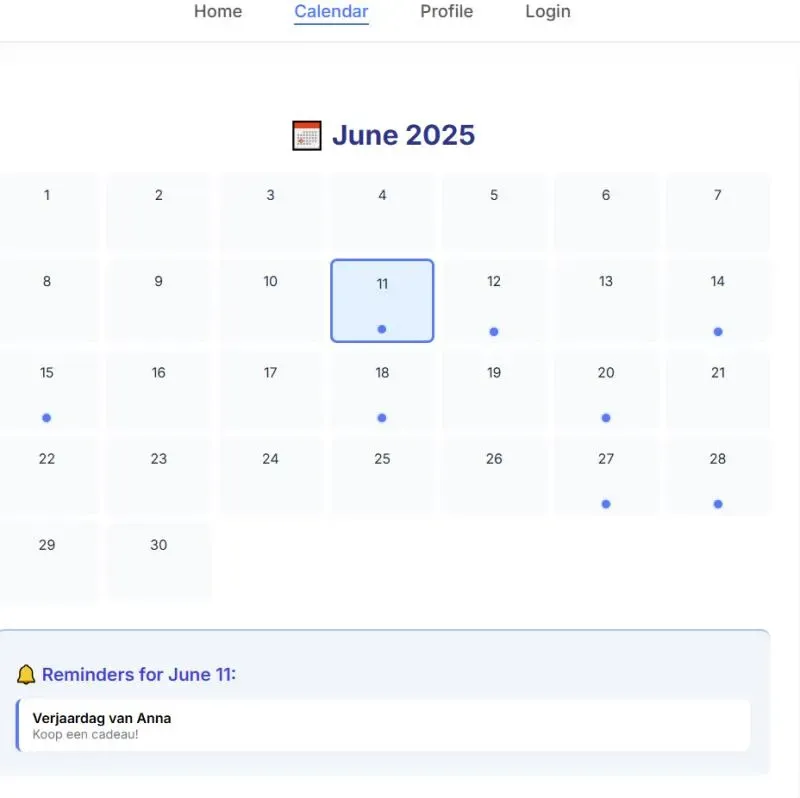 Home Calendar Profile Login
June 2025
1 2 3 4 5 6 7
8 9 10 11 12 13 14
15 16 17 18 19 20 21
22 23 24 25 26 27 28
29 30
Reminders for June 11:
Verjaardag van Anna
Koop een cadeau!